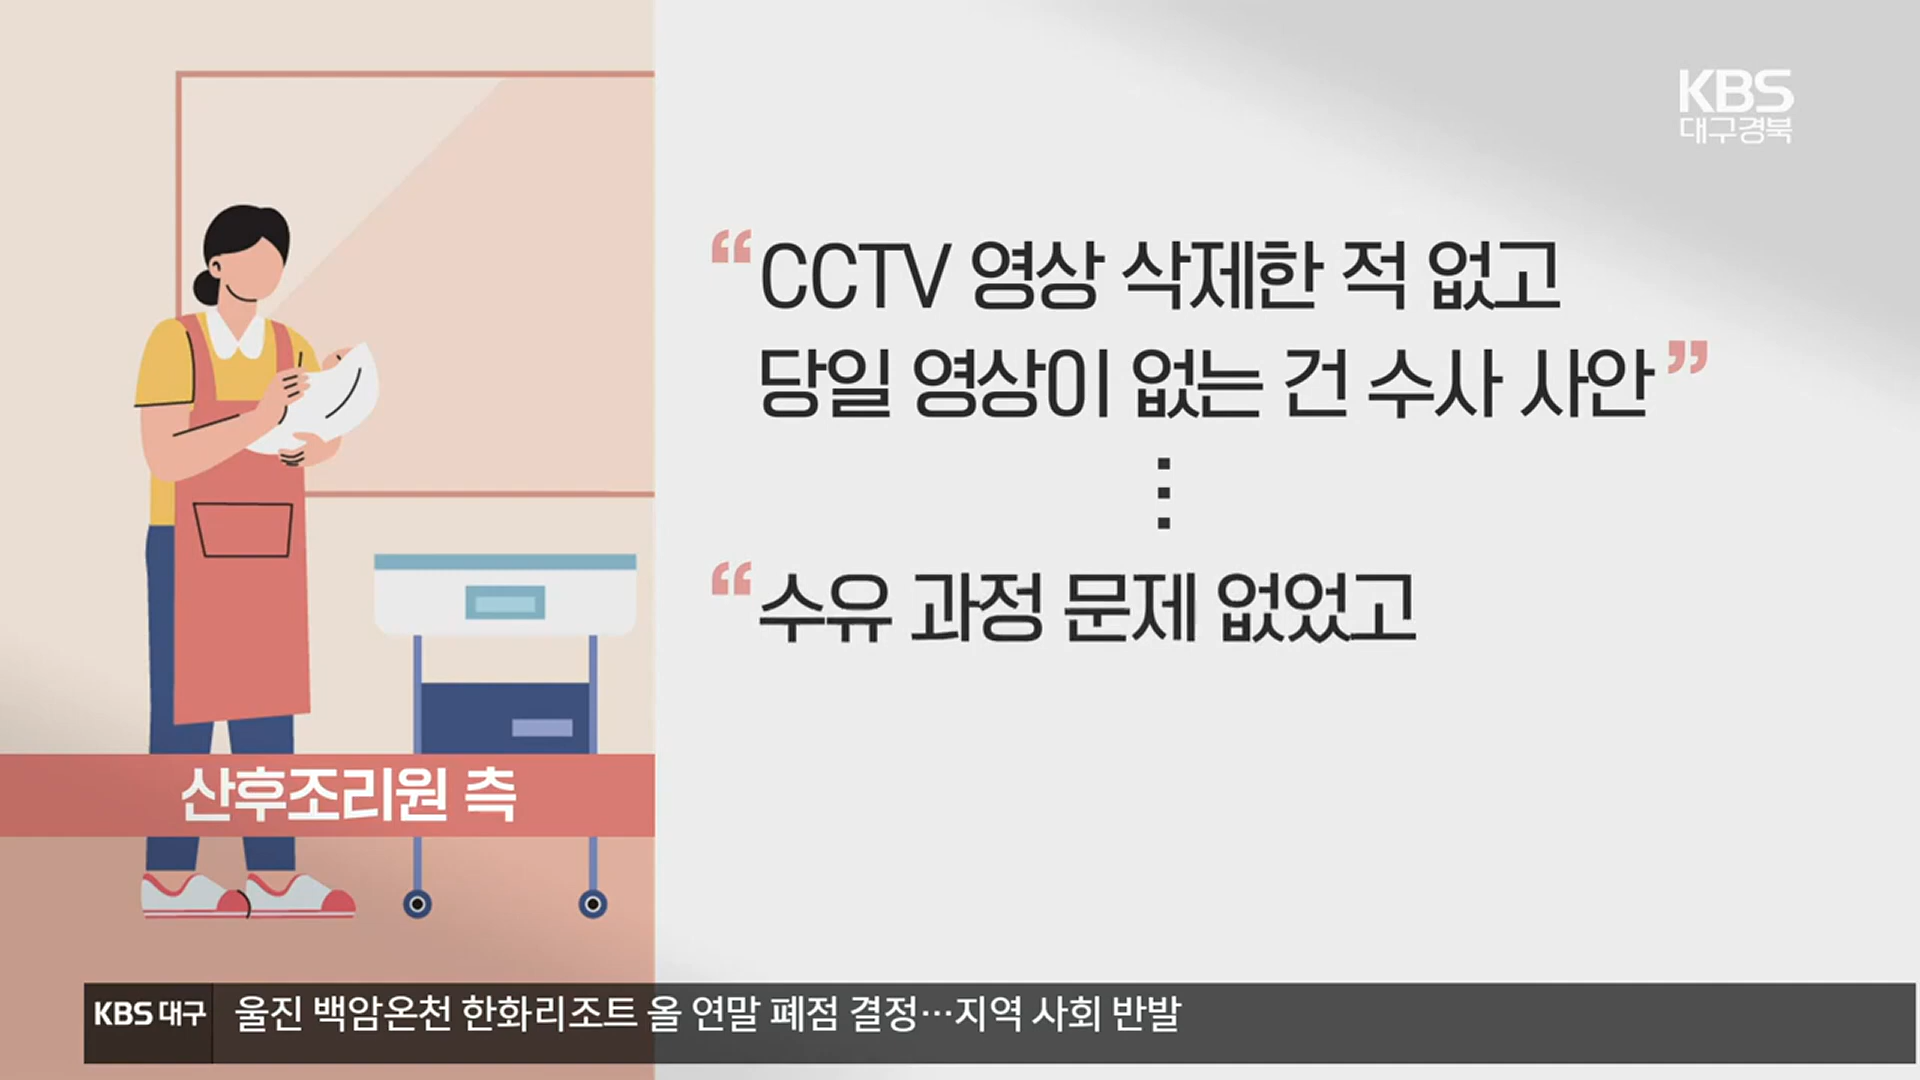 KBS
대구경북
“CCTV 영상 삭제한 적 없고
당일 영상이 없는 건 수사 사안”
⋮
“수유 과정 문제 없었고
산후조리원 측
KBS 대구 울진 백암온천 한화리조트 올 연말 폐점 결정…지역 사회 반발